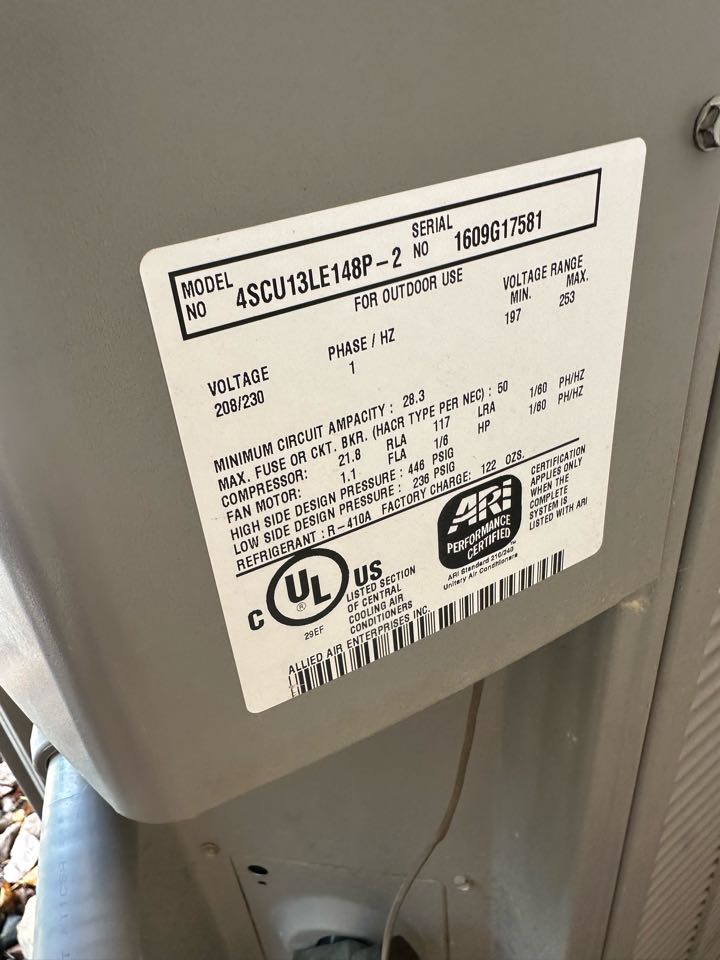 MODEL NO 4SCU13LE148P-2 SERIAL NO 1609G17581
FOR OUTDOOR USE
VOLTAGE PHASE / HZ VOLTAGE RANGE
MIN. MAX.
208/230 1 197 253
MINIMUM CIRCUIT AMPACITY : 28.3
MAX. FUSE OR CKT. BKR. (HACR TYPE PER NEC) : 50
COMPRESSOR: 21.8 RLA 117 LRA 1/60 PH/HZ
FAN MOTOR: 1.1 FLA 1/6 HP 1/60 PH/HZ
HIGH SIDE DESIGN PRESSURE : 446 PSIG
LOW SIDE DESIGN PRESSURE : 236 PSIG
REFRIGERANT : R-410A FACTORY CHARGE: 122 OZS.
C UL ® US
LISTED SECTION
OF CENTRAL
COOLING AIR
CONDITIONERS
29EF
ARI
PERFORMANCE
CERTIFIED™
ARI Standard 210/240
Unitary Air Conditioners
CERTIFICATION
APPLIES ONLY
WHEN THE
COMPLETE
SYSTEM IS
LISTED WITH ARI
ALLIED AIR ENTERPRISES INC.